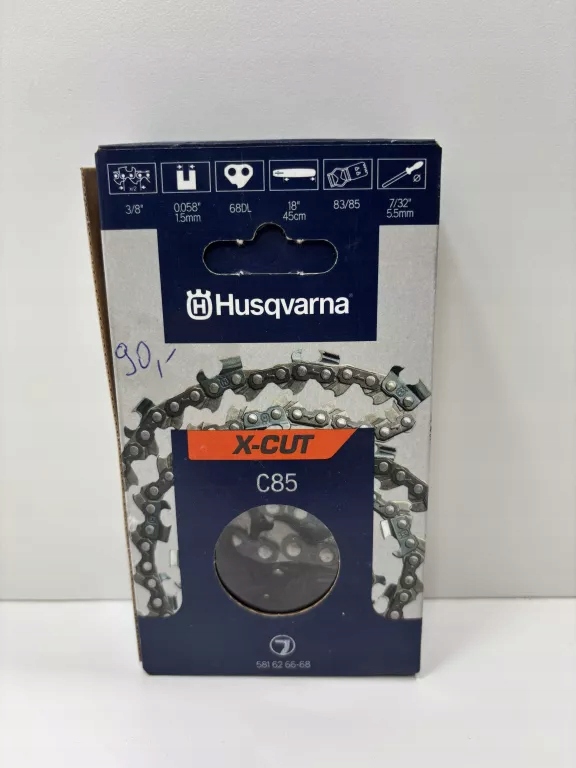 n/2
3/8"
0.058"
1.5mm
68DL
18"
45cm
83/85
7/32"
5.5mm
H Husqvarna®
90,-
X-CUT
C85
581 62 66-68